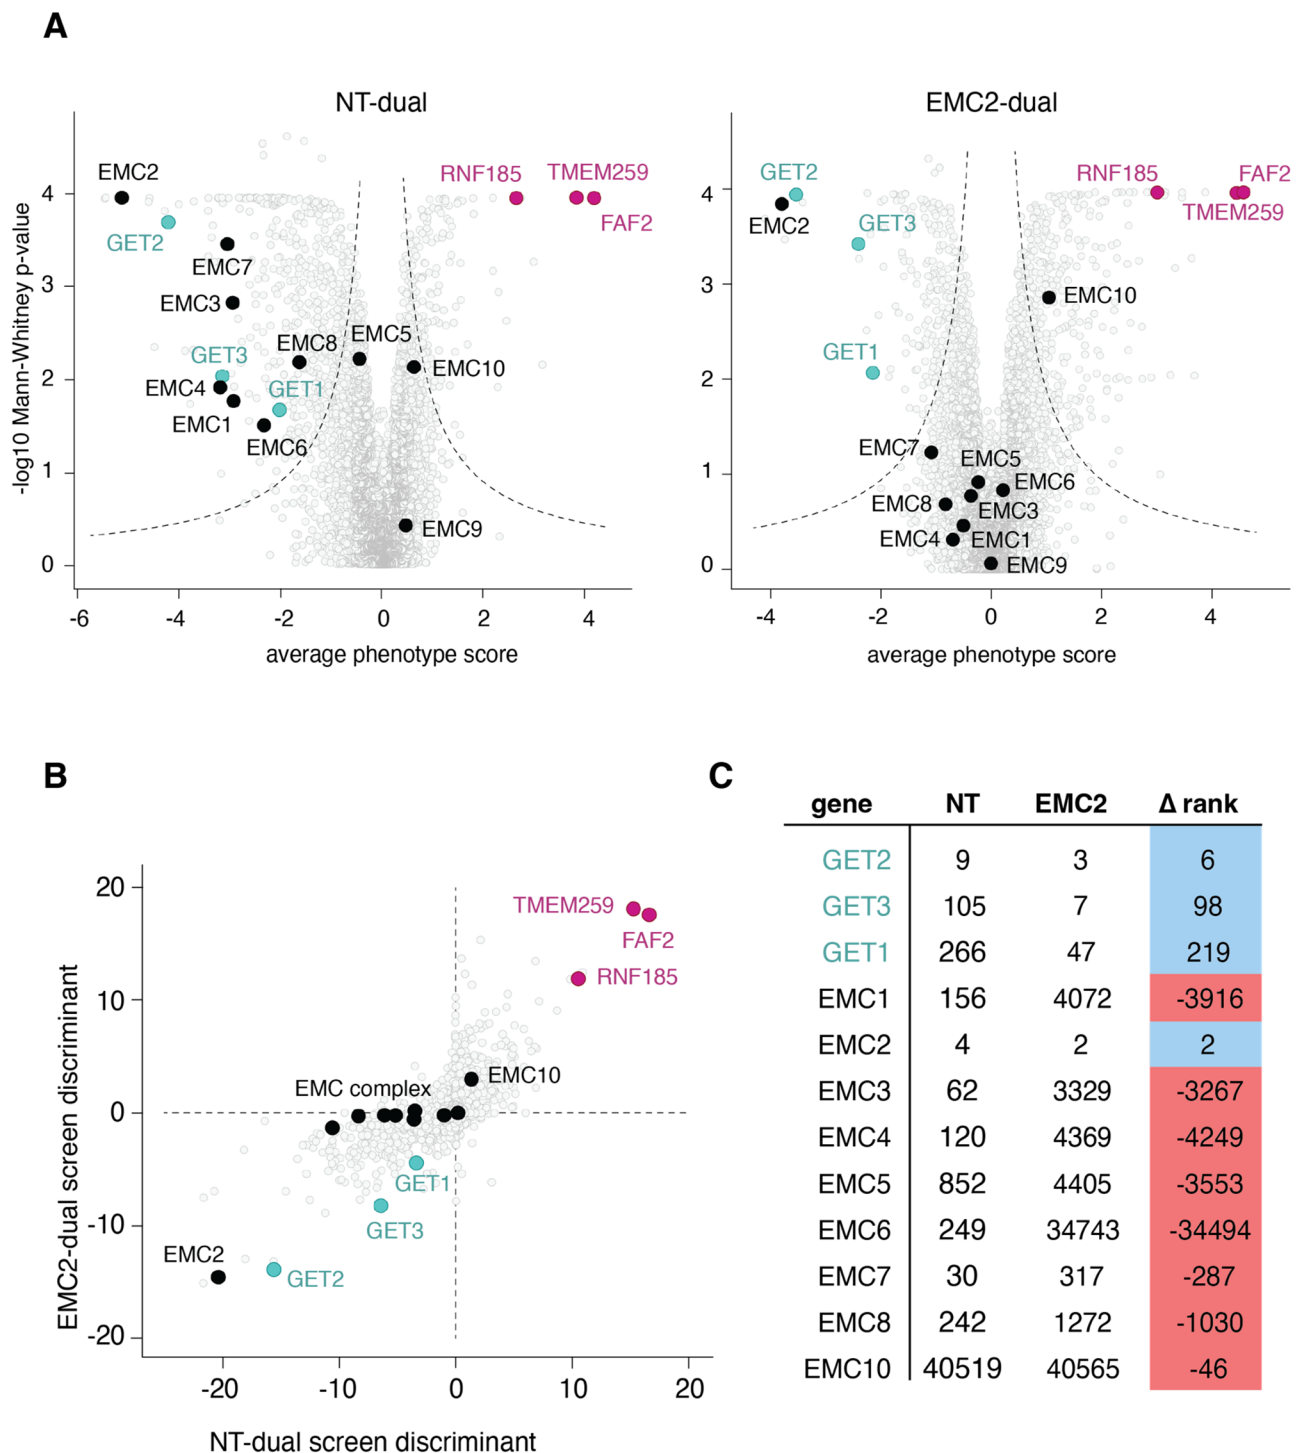 A
NT-dual
EMC2-dual
-log10 Mann-Whitney p-value
4
3
2
1
0
-6
-4
-2
0
2
4
average phenotype score
EMC2
GET2
EMC7
EMC3
GET3
EMC4
EMC1
EMC8
GET1
EMC6
EMC5
EMC10
EMC9
RNF185
TMEM259
FAF2
4
3
2
1
0
-4
-2
0
2
4
average phenotype score
GET2
EMC2
GET3
GET1
EMC7
EMC5
EMC6
EMC8
EMC3
EMC4
EMC1
EMC9
EMC10
RNF185
FAF2
TMEM259
B
EMC2-dual screen discriminant
20
10
0
-10
-20
-20
-10
0
10
20
NT-dual screen discriminant
TMEM259
FAF2
RNF185
EMC complex
EMC10
GET1
GET3
EMC2
GET2
C
gene NT EMC2 Δ rank
GET2 9 3 6
GET3 105 7 98
GET1 266 47 219
EMC1 156 4072 -3916
EMC2 4 2 2
EMC3 62 3329 -3267
EMC4 120 4369 -4249
EMC5 852 4405 -3553
EMC6 249 34743 -34494
EMC7 30 317 -287
EMC8 242 1272 -1030
EMC10 40519 40565 -46